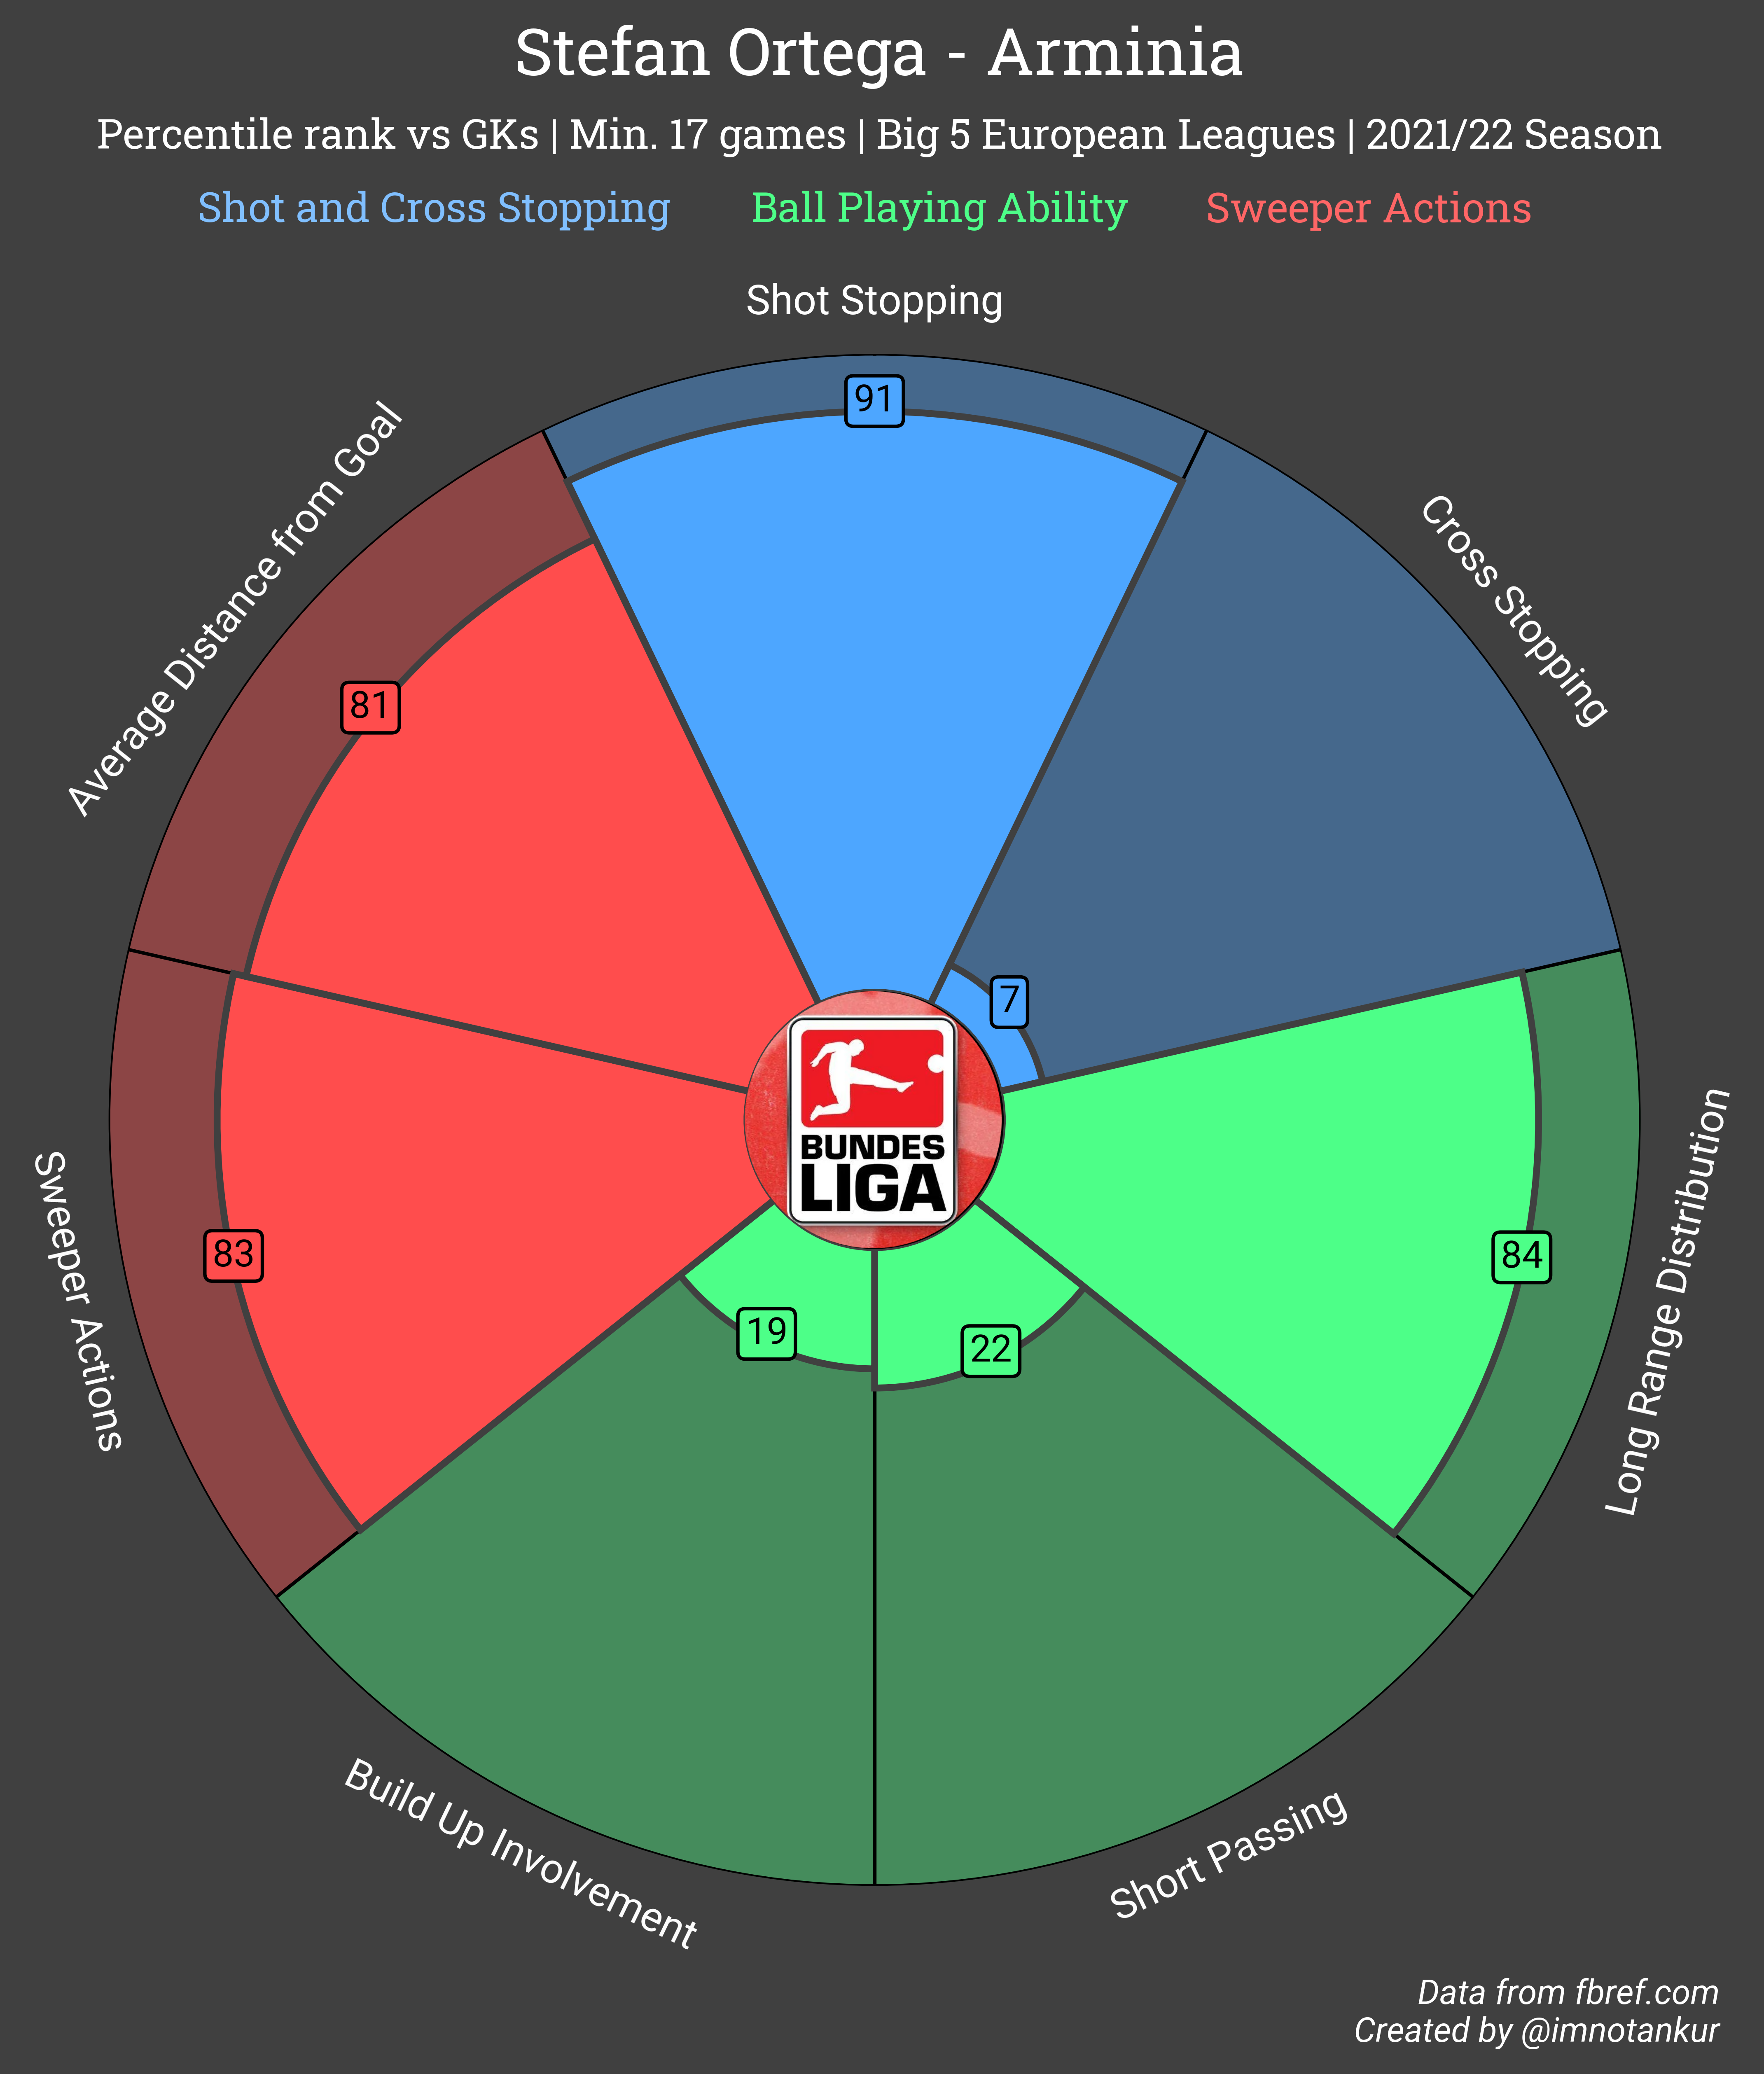 Stefan Ortega - Arminia
Percentile rank vs GKs | Min. 17 games | Big 5 European Leagues | 2021/22 Season
Shot and Cross Stopping Ball Playing Ability Sweeper Actions
Shot Stopping
91
Average Distance from Goal
Cross Stopping
81
7
BUNDES
LIGA
Sweeper Actions
83
84
Long Range Distribution
19
22
Build Up Involvement
Short Passing
Data from fbref.com
Created by @imnotankur